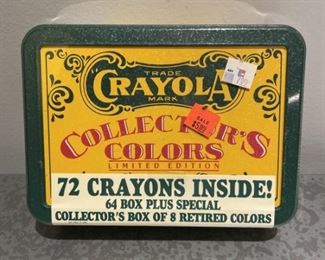 TRADE
CRAYOLA
MARK
COLLECTOR'S
COLORS
LIMITED EDITION
SALE
72 CRAYONS INSIDE!
64 BOX PLUS SPECIAL
COLLECTOR'S BOX OF 8 RETIRED COLORS